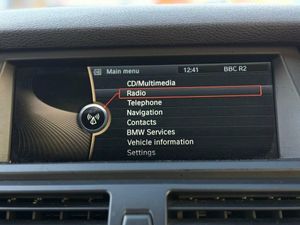 Main menu 12:41 BBC R2
CD/Multimedia
Radio
Telephone
Navigation
Contacts
BMW Services
Vehicle information
Settings